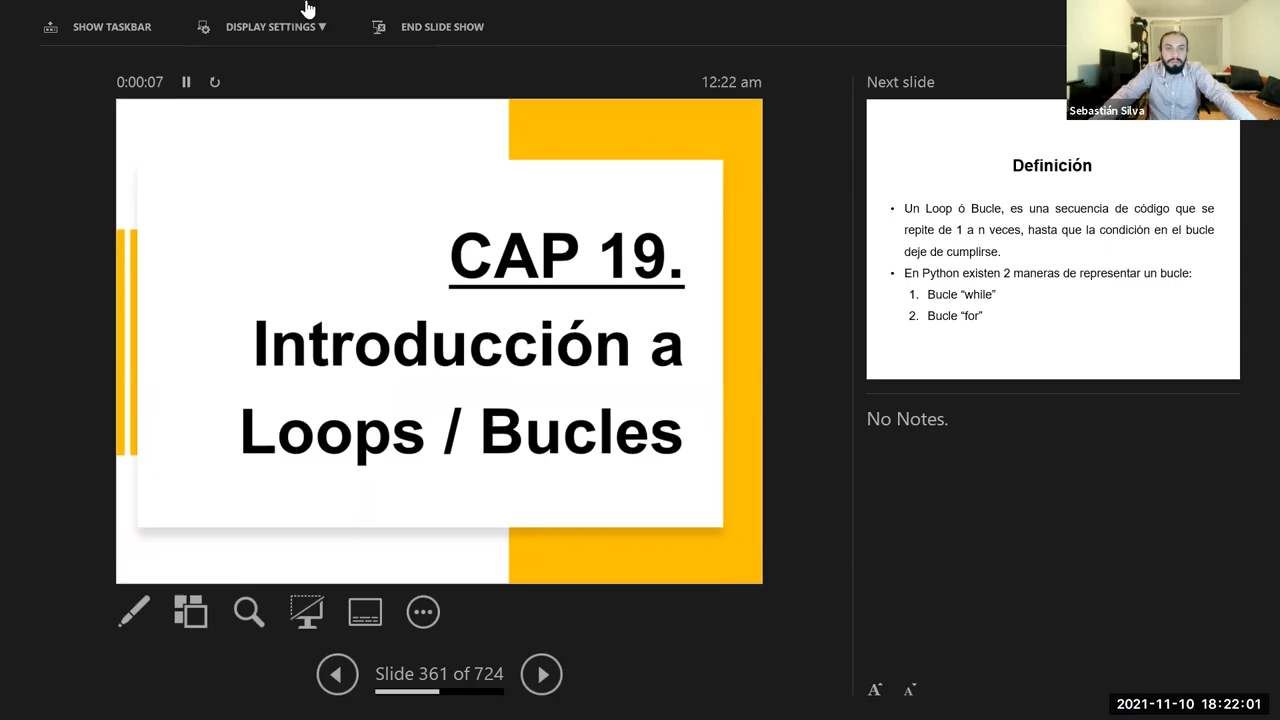 SHOW TASKBAR
DISPLAY SETTINGS ▼
END SLIDE SHOW
0:00:07
12:22 am
CAP 19.
Introducción a
Loops / Bucles
Slide 361 of 724
Next slide
Sebastián Silva
Definición
• Un Loop ó Bucle, es una secuencia de código que se
repite de 1 a n veces, hasta que la condición en el bucle
deje de cumplirse.
• En Python existen 2 maneras de representar un bucle:
1. Bucle “while”
2. Bucle “for”
No Notes.
A A
2021-11-10 18:22:01